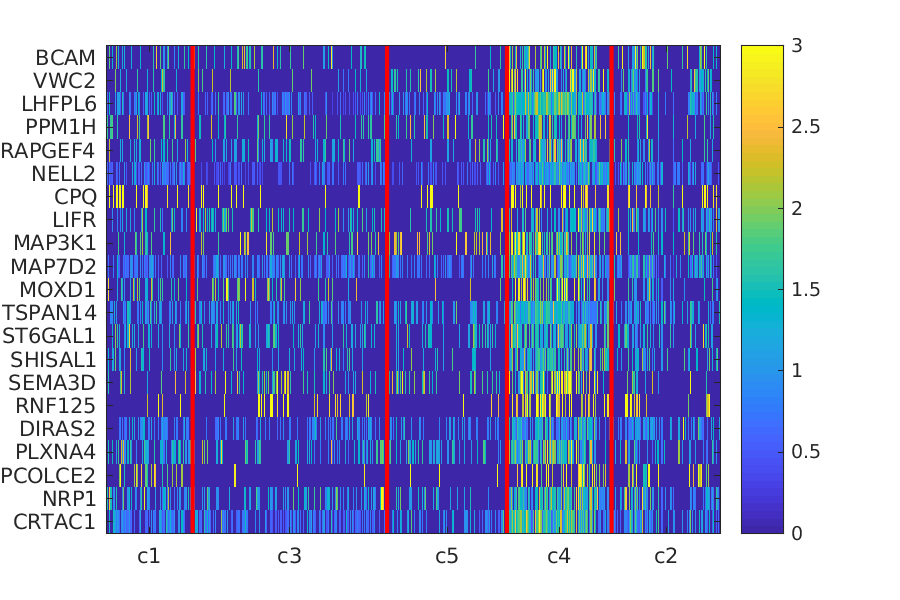 BCAM
VWC2
LHFPL6
PPM1H
RAPGEF4
NELL2
CPQ
LIFR
MAP3K1
MAP7D2
MOXD1
TSPAN14
ST6GAL1
SHISAL1
SEMA3D
RNF125
DIRAS2
PLXNA4
PCOLCE2
NRP1
CRTAC1
c1 c3 c5 c4 c2
3
2.5
2
1.5
1
0.5
0